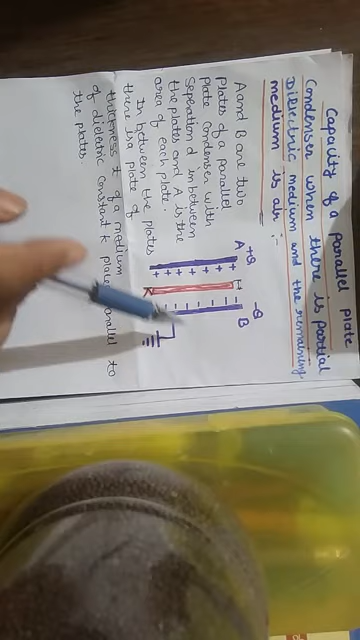 Capacity of a parallel plate
Condenser when there is partial
Dielectric medium and the remaining
medium is air :-
A and B are two
plates of a parallel
plate condenser with
Seperation d in between
the plates and A is the
area of each plate.
In between the plates
there is a plate of
thickness t of a medium
of dielectric constant k placed parallel to
the plates.
+Q
-Q
A
B
+ + + + + + +
- - - - - - -